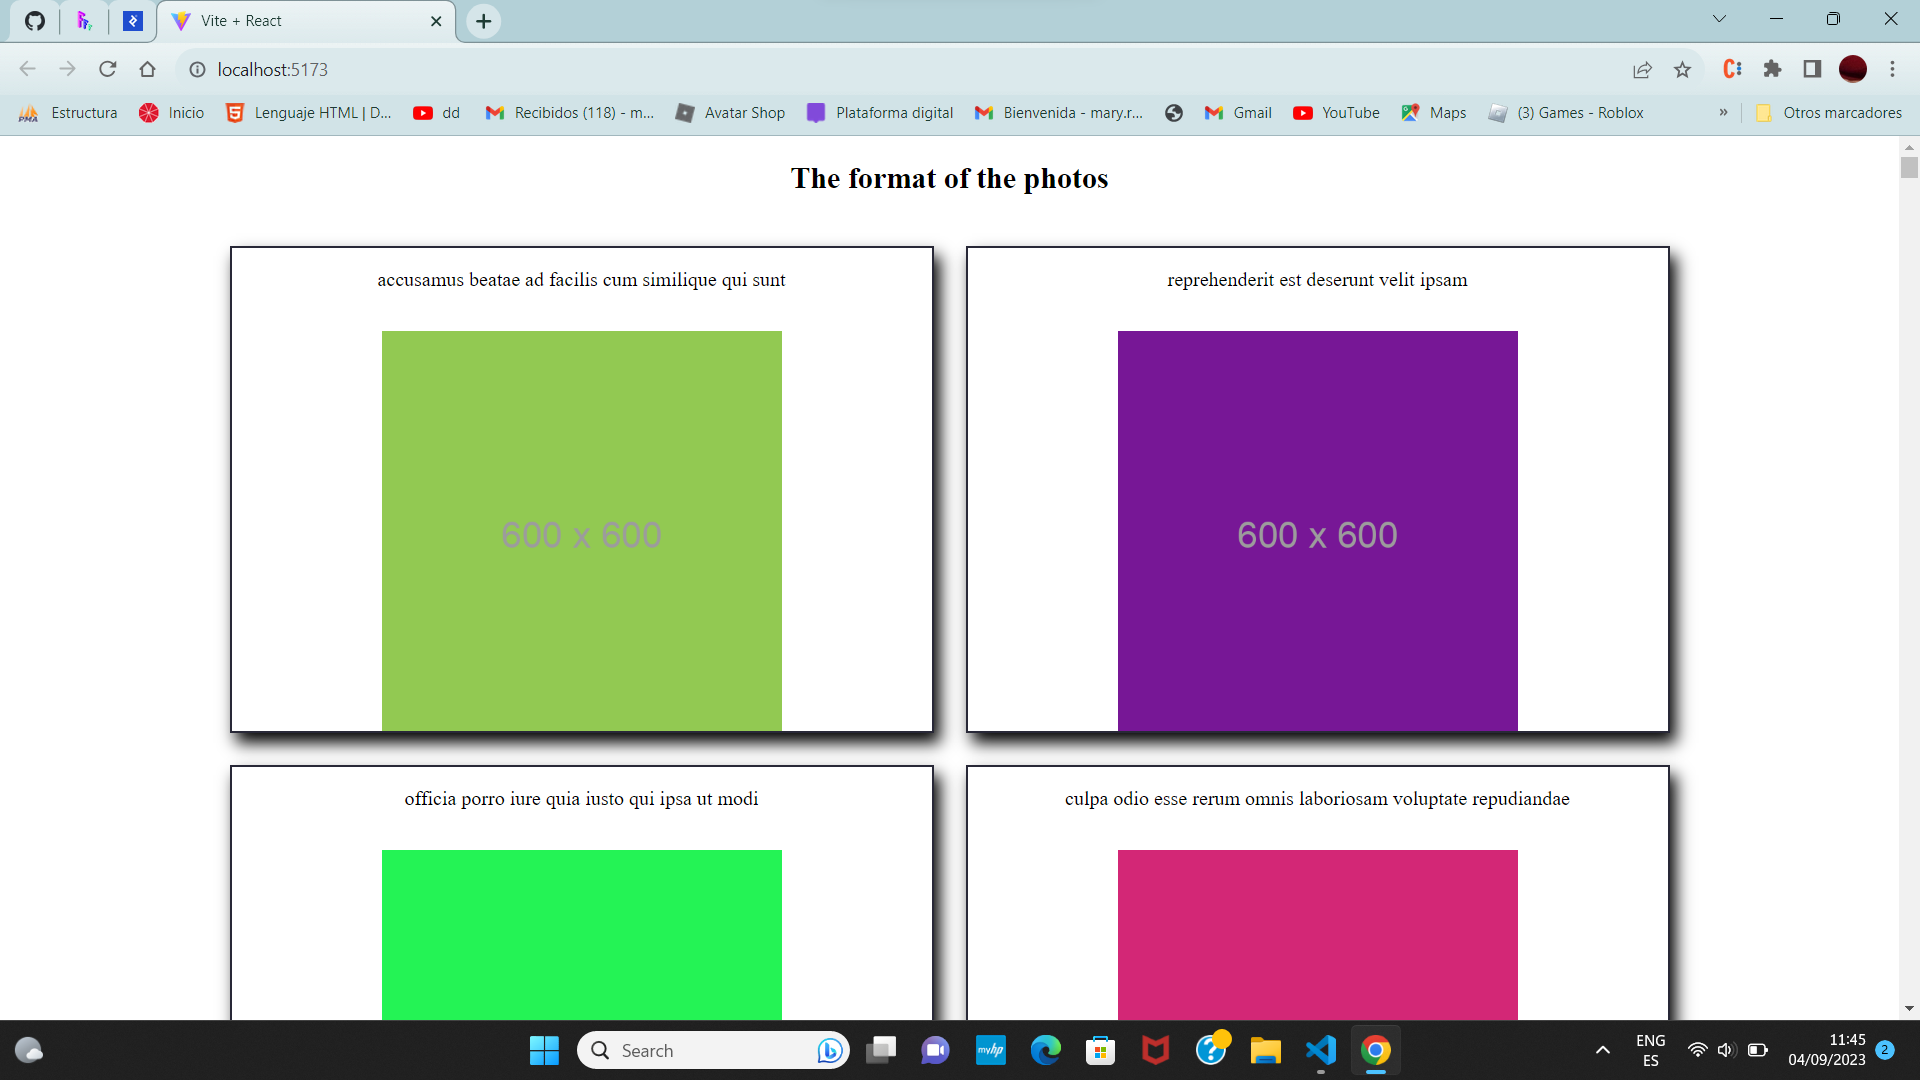 Vite + React
localhost:5173
Estructura
Inicio
Lenguaje HTML | D...
dd
Recibidos (118) - m...
Avatar Shop
Plataforma digital
Bienvenida - mary.r...
Gmail
YouTube
Maps
(3) Games - Roblox
»
Otros marcadores
The format of the photos
accusamus beatae ad facilis cum similique qui sunt
reprehenderit est deserunt velit ipsam
600 x 600
600 x 600
officia porro iure quia iusto qui ipsa ut modi
culpa odio esse rerum omnis laboriosam voluptate repudiandae
Search
myhp
ENG
ES
11:45
04/09/2023
2